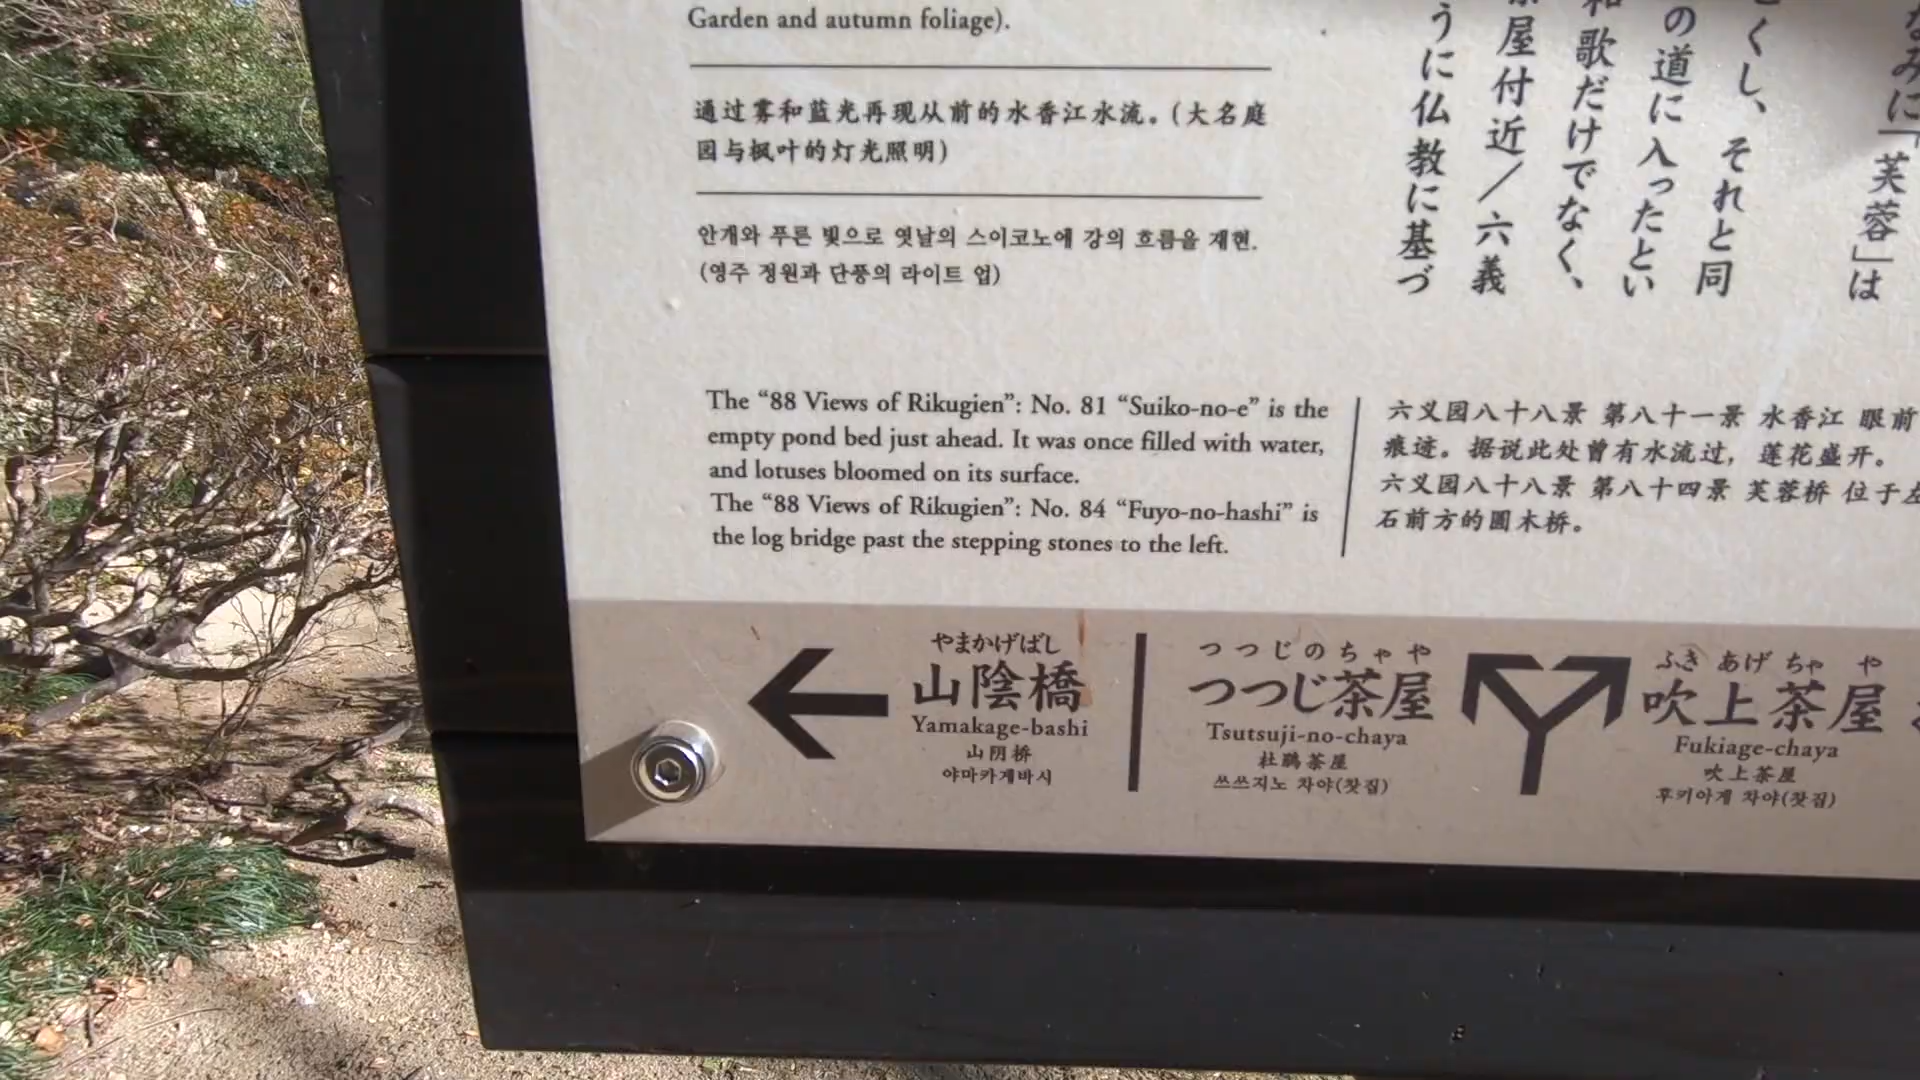 Garden and autumn foliage).
通过雾和蓝光再现从前的水香江水流。(大名庭
园与枫叶的灯光照明)
안개와 푸른 빛으로 옛날의 스이코노에 강의 흐름을 재현.
(영주 정원과 단풍의 라이트 업)
なみに「芙蓉」は
くし、それと同
の道に入ったとい
和歌だけでなく、
茶屋付近／六義
うに仏教に基づ
The “88 Views of Rikugien”: No. 81 “Suiko-no-e” is the
empty pond bed just ahead. It was once filled with water,
and lotuses bloomed on its surface.
The “88 Views of Rikugien”: No. 84 “Fuyo-no-hashi” is
the log bridge past the stepping stones to the left.
六义园八十八景 第八十一景 水香江 眼前
痕迹。据说此处曾有水流过，莲花盛开。
六义园八十八景 第八十四景 芙蓉桥 位于左
石前方的圆木桥。
やまかげばし
山陰橋
Yamakage-bashi
山阴桥
야마카게바시
つつじのちゃや
つつじ茶屋
Tsutsuji-no-chaya
杜鹃茶屋
쓰쓰지노 차야(찻집)
ふきあげちゃや
吹上茶屋
Fukiage-chaya
吹上茶屋
후키아게 차야(찻집)